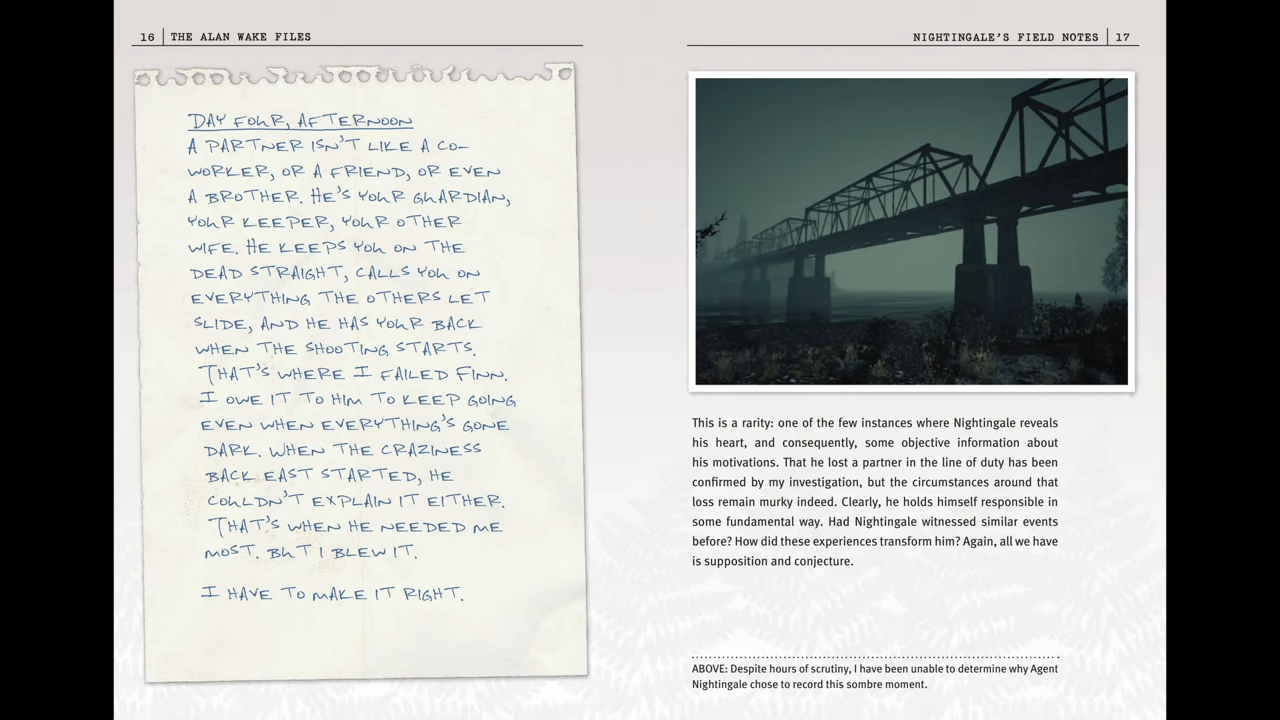 16 | THE ALAN WAKE FILES
DAY FOUR, AFTERNOON
A PARTNER ISN'T LIKE A CO-
WORKER, OR A FRIEND, OR EVEN
A BROTHER. HE'S YOUR GUARDIAN,
YOUR KEEPER, YOUR OTHER
WIFE. HE KEEPS YOU ON THE
DEAD STRAIGHT, CALLS YOU ON
EVERYTHING THE OTHERS LET
SLIDE, AND HE HAS YOUR BACK
WHEN THE SHOOTING STARTS.
THAT'S WHERE I FAILED FINN.
I OWE IT TO HIM TO KEEP GOING
EVEN WHEN EVERYTHING'S GONE
DARK. WHEN THE CRAZINESS
BACK EAST STARTED, HE
COULDN'T EXPLAIN IT EITHER.
THAT'S WHEN HE NEEDED ME
MOST. BUT I BLEW IT.
I HAVE TO MAKE IT RIGHT.
NIGHTINGALE'S FIELD NOTES | 17
This is a rarity: one of the few instances where Nightingale reveals
his heart, and consequently, some objective information about
his motivations. That he lost a partner in the line of duty has been
confirmed by my investigation, but the circumstances around that
loss remain murky indeed. Clearly, he holds himself responsible in
some fundamental way. Had Nightingale witnessed similar events
before? How did these experiences transform him? Again, all we have
is supposition and conjecture.
ABOVE: Despite hours of scrutiny, I have been unable to determine why Agent
Nightingale chose to record this sombre moment.